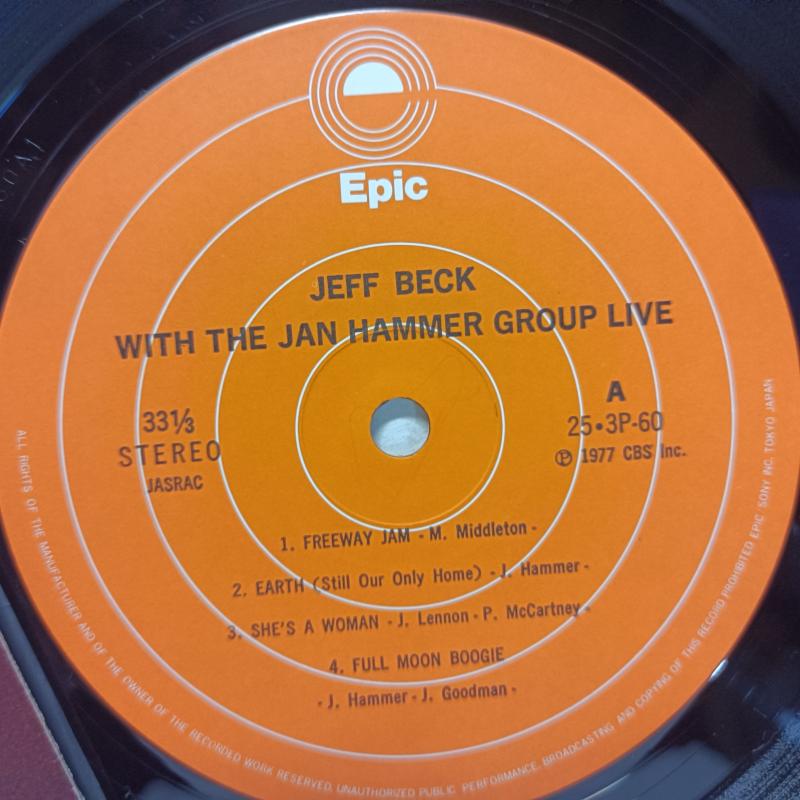 Epic
JEFF BECK
WITH THE JAN HAMMER GROUP LIVE
33⅓
STEREO
JASRAC
A
25•3P-60
℗ 1977 CBS Inc.
1. FREEWAY JAM - M. Middleton -
2. EARTH (Still Our Only Home) - J. Hammer -
3. SHE'S A WOMAN - J. Lennon - P. McCartney -
4. FULL MOON BOOGIE
- J. Hammer - J. Goodman -
ALL RIGHTS OF THE MANUFACTURER AND OF THE OWNER OF THE RECORDED WORK RESERVED. UNAUTHORIZED PUBLIC PERFORMANCE, BROADCASTING AND COPYING OF THIS RECORD PROHIBITED EPIC SONY INC. TOKYO JAPAN